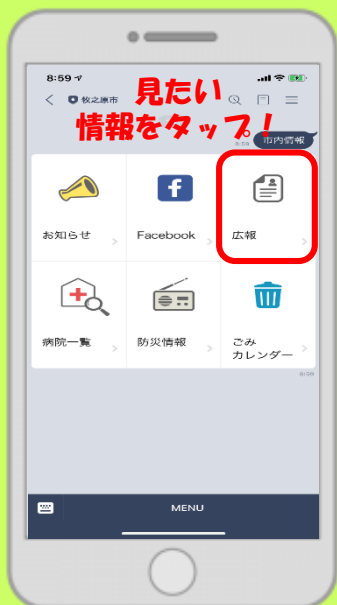 8:59
牧之原市
見たい
情報をタップ!
市内情報
お知らせ
Facebook
広報
病院一覧
防災情報
ごみ
カレンダー
MENU